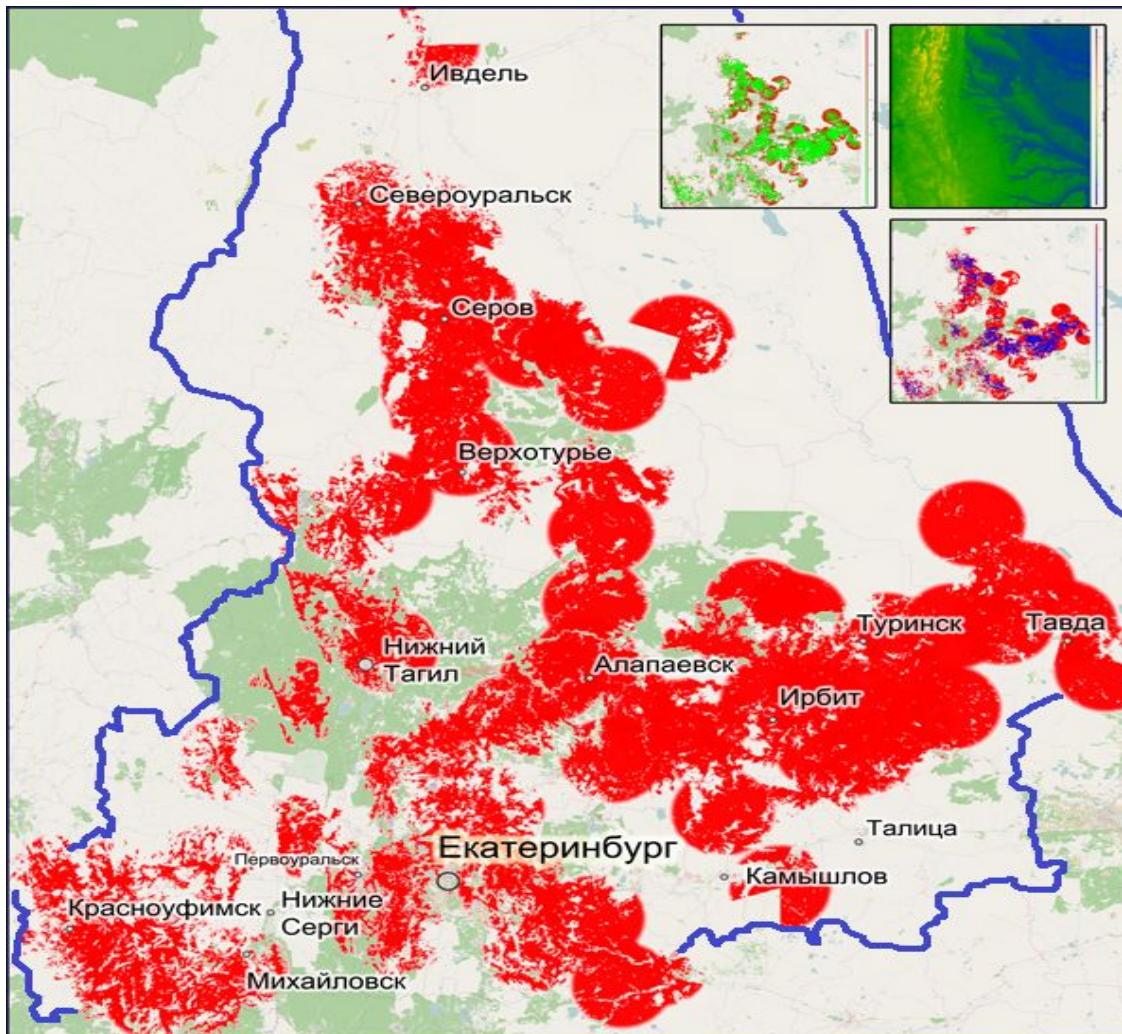 Ивдель
Североуральск
Серов
Верхотурье
Нижний
Тагил
Алапаевск
Туринск
Тавда
Ирбит
Талица
Екатеринбург
Первоуральск
Камышлов
Красноуфимск
Нижние
Серги
Михайловск